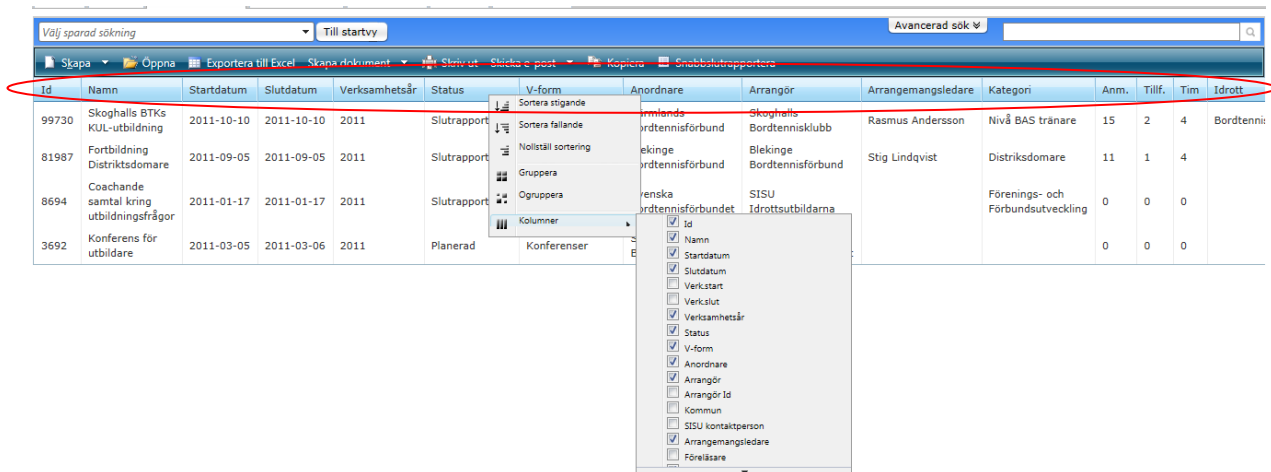 Välj sparad sökning Till startvy Avancerad sök
Skapa Öppna Exportera till Excel Skapa dokument Skriv ut Skicka e-post Kopiera Snabbslutrapportera
Id Namn Startdatum Slutdatum Verksamhetsår Status V-form Anordnare Arrangör Arrangemangsledare Kategori Anm. Tillf. Tim Idrott
Skoghalls BTKs
KUL-utbildning
99730 2011-10-10 2011-10-10 2011 Slutrapport
Skoghalls
Bordtennisklubb
Rasmus Andersson Nivå BAS tränare 15 2 4
Fortbildning
Distriktsdomare
81987 2011-09-05 2011-09-05 2011 Slutrapport
Blekinge
Bordtennisförbund
Stig Lindqvist Distriksdomare 11 1 4
Coachande
samtal kring
utbildningsfrågor
8694 2011-01-17 2011-01-17 2011 Slutrapport
SISU
Idrottsutbildarna
Förenings- och
Förbundsutveckling
0 0 0
Konferens för
utbildare
3692 2011-03-05 2011-03-06 2011 Planerad Konferenser 0 0 0
Sortera stigande
Sortera fallande
Nollställ sortering
Gruppera
Ogruppera
Kolumner
Id
Namn
Startdatum
Slutdatum
Verk.start
Verk.slut
Verksamhetsår
Status
V-form
Anordnare
Arrangör
Arrangör Id
Kommun
SISU kontaktperson
Arrangemangsledare
Föreläsare